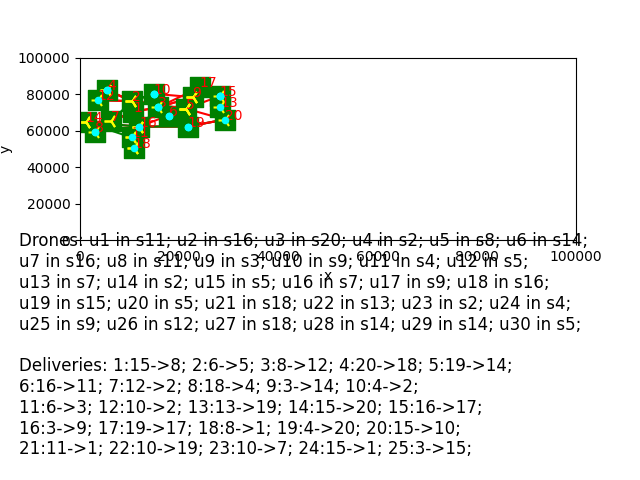 100000
80000
60000
40000
20000
0
y
0 20000 40000 60000 80000 100000
x
Drones: u1 in s11; u2 in s16; u3 in s20; u4 in s2; u5 in s8; u6 in s14;
u7 in s16; u8 in s11; u9 in s3; u10 in s9; u11 in s4; u12 in s5;
u13 in s7; u14 in s2; u15 in s5; u16 in s7; u17 in s9; u18 in s16;
u19 in s15; u20 in s5; u21 in s18; u22 in s13; u23 in s2; u24 in s4;
u25 in s9; u26 in s12; u27 in s18; u28 in s14; u29 in s14; u30 in s5;
Deliveries: 1:15->8; 2:6->5; 3:8->12; 4:20->18; 5:19->14;
6:16->11; 7:12->2; 8:18->4; 9:3->14; 10:4->2;
11:6->3; 12:10->2; 13:13->19; 14:15->20; 15:16->17;
16:3->9; 17:19->17; 18:8->1; 19:4->20; 20:15->10;
21:11->1; 22:10->19; 23:10->7; 24:15->1; 25:3->15;